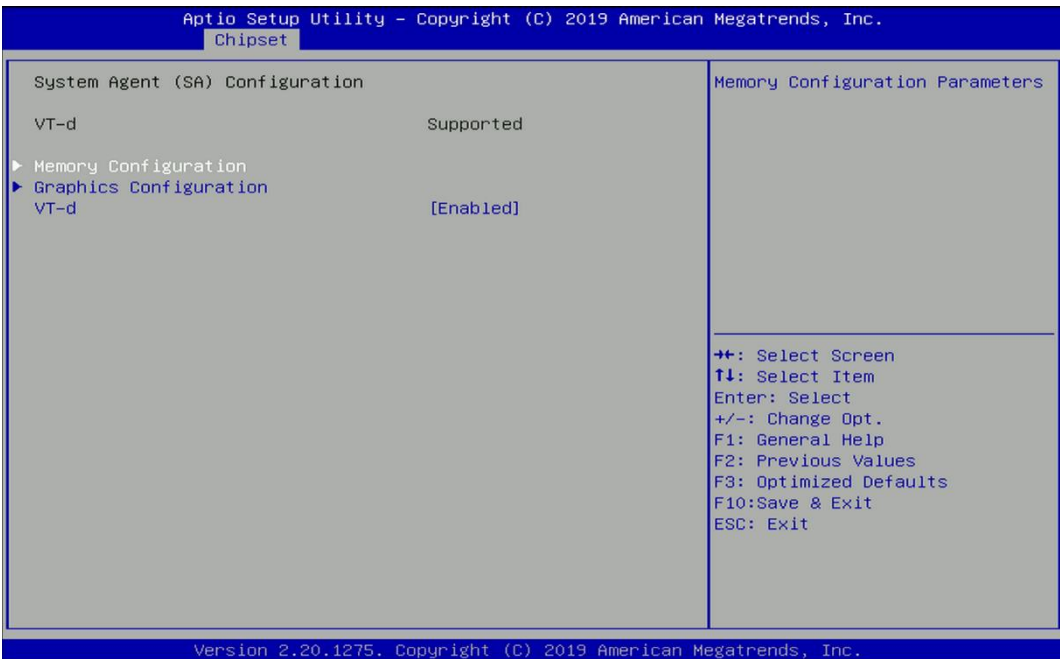 Aptio Setup Utility – Copyright (C) 2019 American Megatrends, Inc.
Chipset
System Agent (SA) Configuration
VT-d Supported
► Memory Configuration
► Graphics Configuration
VT-d [Enabled]
Memory Configuration Parameters
→←: Select Screen
↑↓: Select Item
Enter: Select
+/-: Change Opt.
F1: General Help
F2: Previous Values
F3: Optimized Defaults
F10:Save & Exit
ESC: Exit
Version 2.20.1275. Copyright (C) 2019 American Megatrends, Inc.